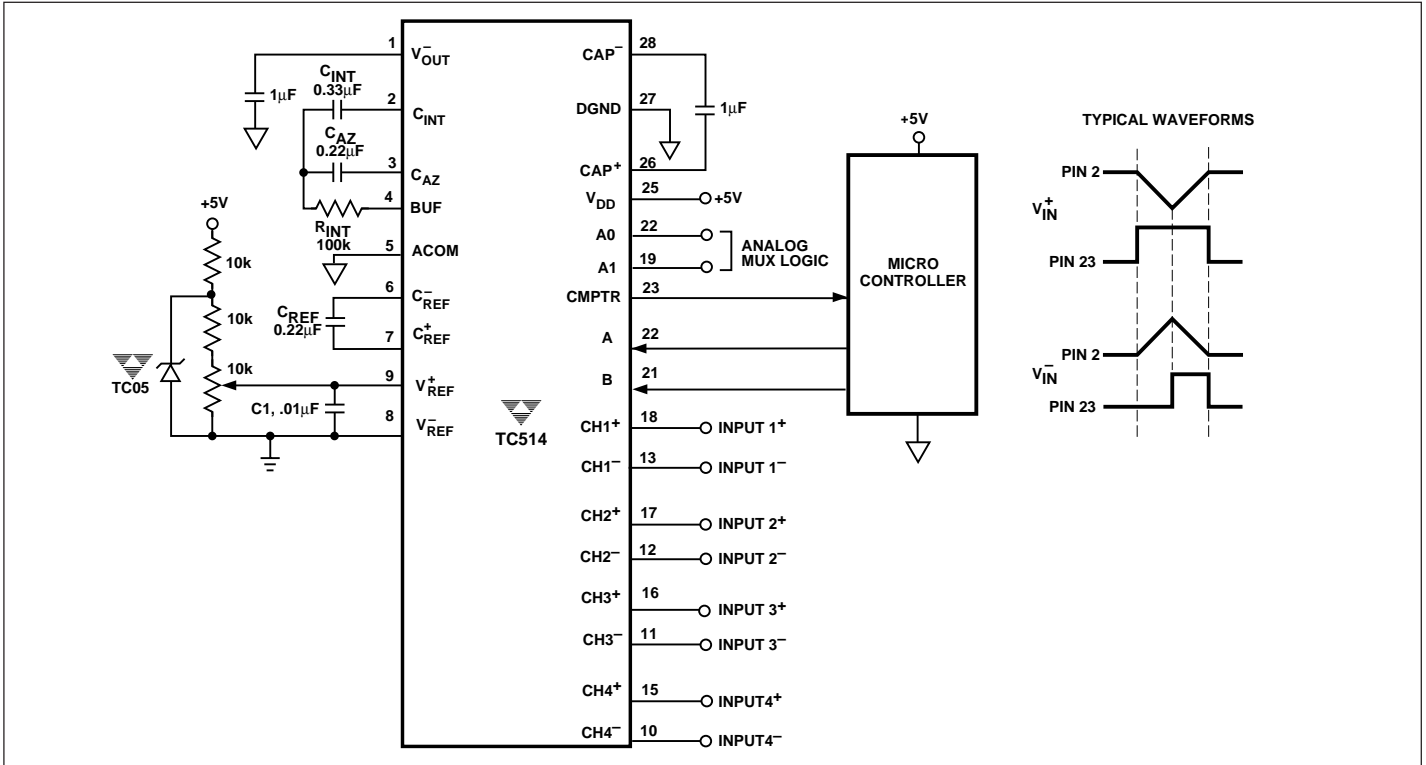 1
V⁻OUT
1µF
CINT
0.33µF
2
CINT
CAZ
0.22µF
3
CAZ
4
BUF
RINT
100k
5
ACOM
6
C⁻REF
CREF
0.22µF
7
C⁺REF
+5V
10k
10k
10k
TC05
9
V⁺REF
C1, .01µF
8
V⁻REF
TC514
CAP⁻
28
DGND
27
1µF
CAP⁺
26
VDD
25
+5V
A0
22
A1
19
ANALOG
MUX LOGIC
CMPTR
23
A
22
B
21
CH1+
18
INPUT 1+
CH1–
13
INPUT 1–
CH2+
17
INPUT 2+
CH2–
12
INPUT 2–
CH3+
16
INPUT 3+
CH3–
11
INPUT 3–
CH4+
15
INPUT4+
CH4–
10
INPUT4–
+5V
MICRO
CONTROLLER
TYPICAL WAVEFORMS
PIN 2
V⁺IN
PIN 23
PIN 2
V⁻IN
PIN 23